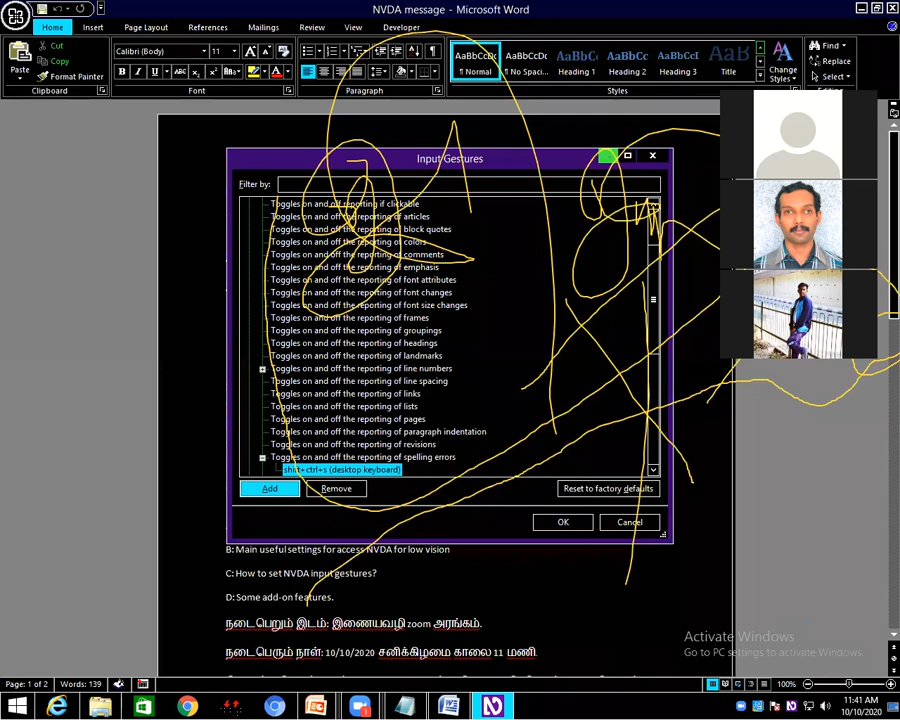 NVDA message - Microsoft Word
Home Insert Page Layout References Mailings Review View Developer
Paste
Cut
Copy
Format Painter
Clipboard
Calibri (Body) 11
Font
Paragraph
AaBbCcDc AaBbCcDc AaBbC AaBbCc AaBbCcI AaB
¶ Normal ¶ No Spaci... Heading 1 Heading 2 Heading 3 Title
Change Styles
Styles
Find
Replace
Select
Input Gestures
Filter by:
Toggles on and off the reporting if clickable
Toggles on and off the reporting of articles
Toggles on and off the reporting of block quotes
Toggles on and off the reporting of colors
Toggles on and off the reporting of comments
Toggles on and off the reporting of emphasis
Toggles on and off the reporting of font attributes
Toggles on and off the reporting of font changes
Toggles on and off the reporting of font size changes
Toggles on and off the reporting of frames
Toggles on and off the reporting of groupings
Toggles on and off the reporting of headings
Toggles on and off the reporting of landmarks
Toggles on and off the reporting of line numbers
Toggles on and off the reporting of line spacing
Toggles on and off the reporting of links
Toggles on and off the reporting of lists
Toggles on and off the reporting of pages
Toggles on and off the reporting of paragraph indentation
Toggles on and off the reporting of revisions
Toggles on and off the reporting of spelling errors
shift+ctrl+s (desktop keyboard)
Add Remove Reset to factory defaults
OK Cancel
B: Main useful settings for access NVDA for low vision
C: How to set NVDA input gestures?
D: Some add-on features.
நடைபெறும் இடம்: இணையவழி zoom அரங்கம்.
நடைபெரும் நாள்: 10/10/2020 சனிக்கிழமை காலை 11 மணி
Activate Windows
Go to PC settings to activate Windows.
Page: 1 of 2 Words: 139 100%
11:41 AM
10/10/2020